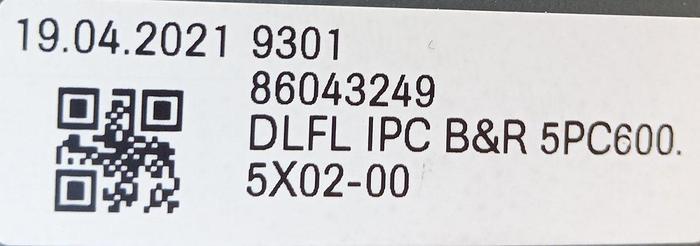 19.04.2021 9301
86043249
DLFL IPC B&R 5PC600.
5X02-00